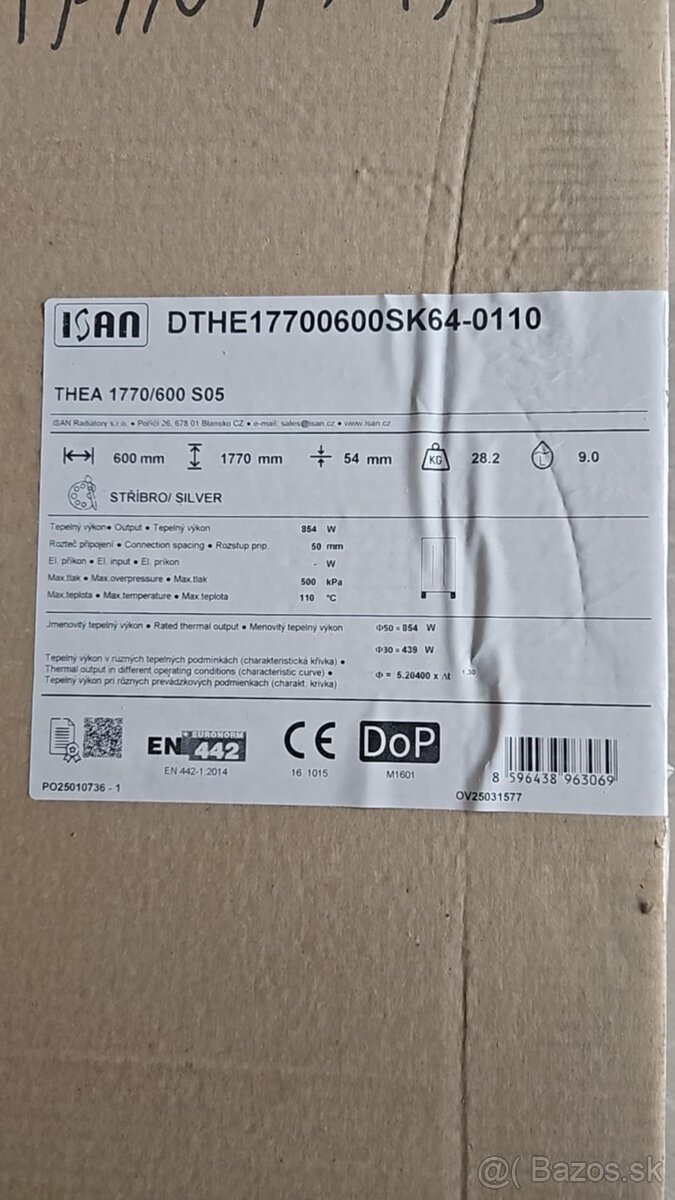 ISAN DTHE17700600SK64-0110
THEA 1770/600 S05
ISAN Radiátory s.r.o. • Poříčí 26, 678 01 Blansko CZ • e-mail: sales@isan.cz • www.isan.cz
600 mm 1770 mm 54 mm KG 28.2 L 9.0
STŘÍBRO/ SILVER
Tepelný výkon• Output • Tepelný výkon 854 W
Rozteč připojení • Connection spacing • Rozstup prip. 50 mm
El. příkon • El. input • El. príkon - W
Max.tlak • Max.overpressure • Max.tlak 500 kPa
Max.teplota • Max.temperature • Max.teplota 110 °C
Jmenovitý tepelný výkon • Rated thermal output • Menovitý tepelný výkon Φ50 = 854 W
Φ30 = 439 W
Tepelný výkon v různých tepelných podmínkách (charakteristická křivka) •
Thermal output in different operating conditions (characteristic curve) •
Tepelný výkon pri rôznych prevádzkových podmienkach (charakt. krivka)
Φ = 5.20400 x Δt 1.30
EN EURONORM 442
CE DoP
EN 442-1:2014 16 1015 M1601
8 596438 963069
PO25010736 - 1 OV25031577
@( Bazos.sk